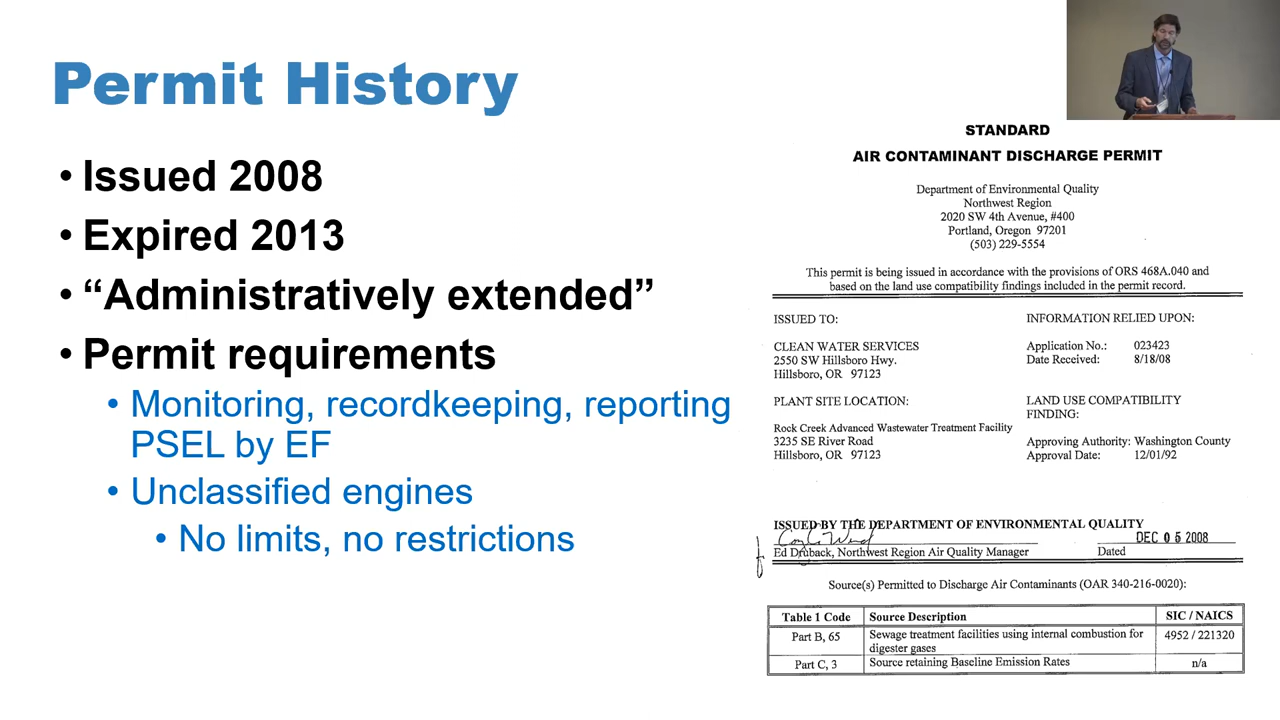 Permit History
• Issued 2008
• Expired 2013
• “Administratively extended”
• Permit requirements
• Monitoring, recordkeeping, reporting
PSEL by EF
• Unclassified engines
• No limits, no restrictions
STANDARD
AIR CONTAMINANT DISCHARGE PERMIT
Department of Environmental Quality
Northwest Region
2020 SW 4th Avenue, #400
Portland, Oregon 97201
(503) 229-5554
This permit is being issued in accordance with the provisions of ORS 468A.040 and
based on the land use compatibility findings included in the permit record.
ISSUED TO:
CLEAN WATER SERVICES
2550 SW Hillsboro Hwy.
Hillsboro, OR 97123
INFORMATION RELIED UPON:
Application No.: 023423
Date Received: 8/18/08
PLANT SITE LOCATION:
Rock Creek Advanced Wastewater Treatment Facility
3235 SE River Road
Hillsboro, OR 97123
LAND USE COMPATIBILITY
FINDING:
Approving Authority: Washington County
Approval Date: 12/01/92
ISSUED BY THE DEPARTMENT OF ENVIRONMENTAL QUALITY
DEC 05 2008
Ed Druback, Northwest Region Air Quality Manager Dated
Source(s) Permitted to Discharge Air Contaminants (OAR 340-216-0020):
Table 1 Code Source Description SIC / NAICS
Part B, 65 Sewage treatment facilities using internal combustion for 4952 / 221320
digester gases
Part C, 3 Source retaining Baseline Emission Rates n/a